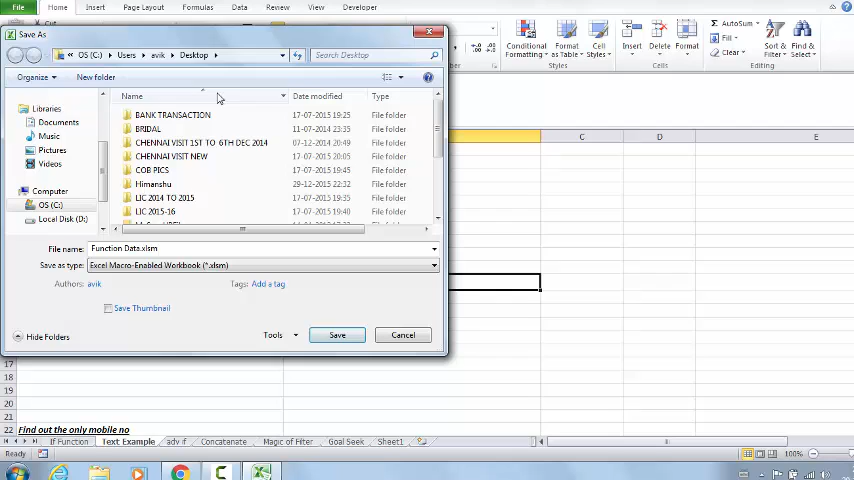 File Home Insert Page Layout Formulas Data Review View Developer
Save As
OS (C:) Users avik Desktop Search Desktop
Organize New folder
Name Date modified Type
Libraries
Documents
Music
Pictures
Videos
Computer
OS (C:)
Local Disk (D:)
BANK TRANSACTION 17-07-2015 19:25 File folder
BRIDAL 11-07-2014 23:35 File folder
CHENNAI VISIT 1ST TO 6TH DEC 2014 07-12-2014 20:49 File folder
CHENNAI VISIT NEW 17-07-2015 20:05 File folder
COB PICS 17-07-2015 19:45 File folder
Himanshu 29-12-2015 22:32 File folder
LIC 2014 TO 2015 17-07-2015 19:39 File folder
LIC 2015-16 17-07-2015 19:40 File folder
File name: Function Data.xlsm
Save as type: Excel Macro-Enabled Workbook (*.xlsm)
Authors: avik Tags: Add a tag
Save Thumbnail
Hide Folders Tools Save Cancel
Conditional Formatting
Format as Table
Cell Styles
Styles
Insert Delete Format
Cells
AutoSum
Fill
Clear
Sort & Filter
Find & Select
Editing
C D E
17
18
19
20
21
22 Find out the only mobile no
If Function Text Example adv if Concatenate Magic of Filter Goal Seek Sheet1
Ready 100%